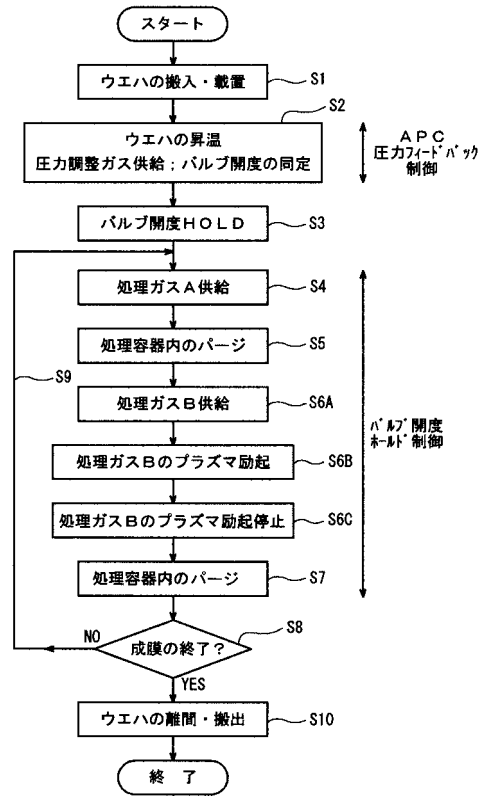 スタート
ウエハの搬入・載置
S1
S2
ウエハの昇温
圧力調整ガス供給；バルブ開度の同定
ＡＰＣ
圧力フィードバック
制御
バルブ開度ＨＯＬＤ
S3
処理ガスＡ供給
S4
処理容器内のパージ
S5
S9
処理ガスＢ供給
S6A
バルブ開度
ホールド制御
処理ガスＢのプラズマ励起
S6B
処理ガスＢのプラズマ励起停止
S6C
処理容器内のパージ
S7
NO
成膜の終了？
S8
YES
ウエハの離間・搬出
S10
終 了